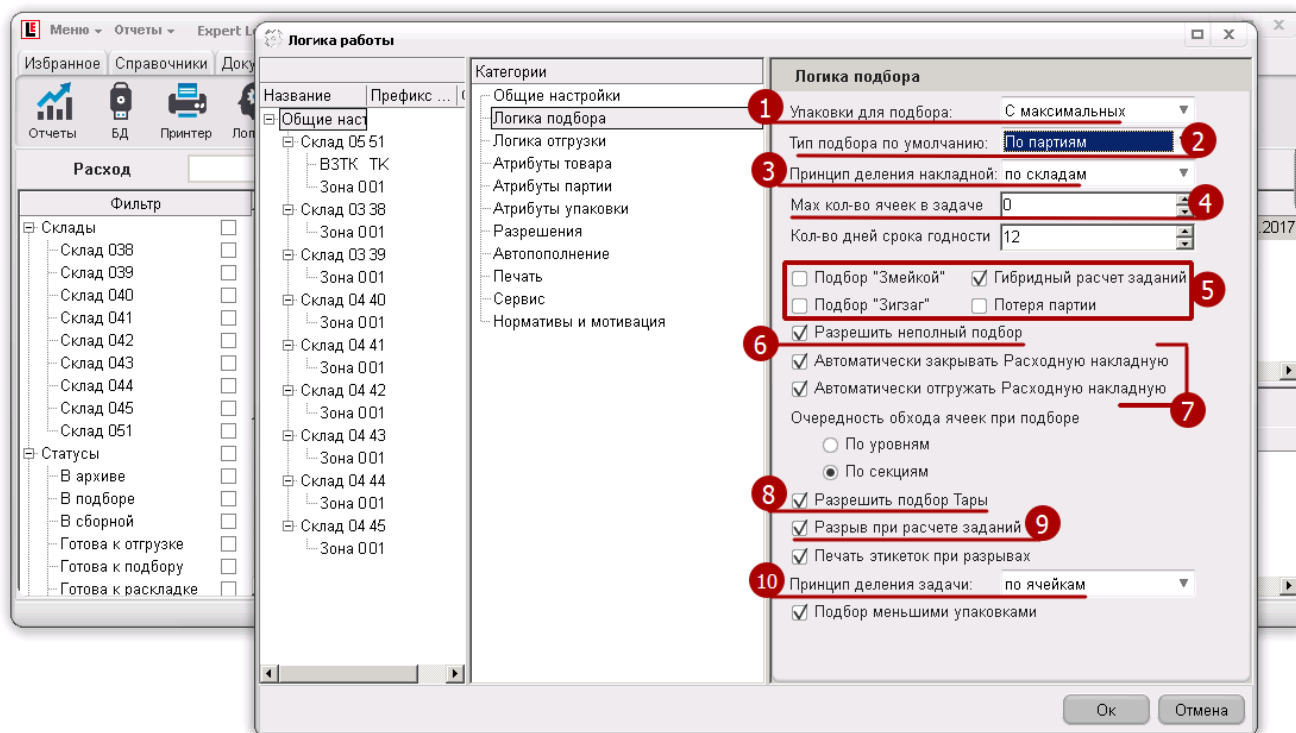 LE Меню Отчеты Expert L
Избранное Справочники Доку
Отчеты БД Принтер Лог
Расход
Фильтр
Склады
Склад 038
Склад 039
Склад 040
Склад 041
Склад 042
Склад 043
Склад 044
Склад 045
Склад 051
Статусы
В архиве
В подборе
В сборной
Готова к отгрузке
Готова к подбору
Готова к раскладке
.2017
Логика работы
Название Префикс ...
Общие наст
Склад 05 51
ВЗТК ТК
Зона 001
Склад 03 38
Зона 001
Склад 03 39
Зона 001
Склад 04 40
Зона 001
Склад 04 41
Зона 001
Склад 04 42
Зона 001
Склад 04 43
Зона 001
Склад 04 44
Зона 001
Склад 04 45
Зона 001
Категории
Общие настройки
Логика подбора
Логика отгрузки
Атрибуты товара
Атрибуты партии
Атрибуты упаковки
Разрешения
Автопополнение
Печать
Сервис
Нормативы и мотивация
Логика подбора
1 Упаковки для подбора: С максимальных
Тип подбора по умолчанию: По партиям 2
3 Принцип деления накладной: по складам
Мах кол-во ячеек в задаче 0 4
Кол-во дней срока годности 12
Подбор "Змейкой" Гибридный расчет заданий 5
Подбор "Зигзаг" Потеря партии
6 Разрешить неполный подбор
Автоматически закрывать Расходную накладную
Автоматически отгружать Расходную накладную 7
Очередность обхода ячеек при подборе
По уровням
По секциям
8 Разрешить подбор Тары
Разрыв при расчете заданий 9
Печать этикеток при разрывах
10 Принцип деления задачи: по ячейкам
Подбор меньшими упаковками
Ок Отмена